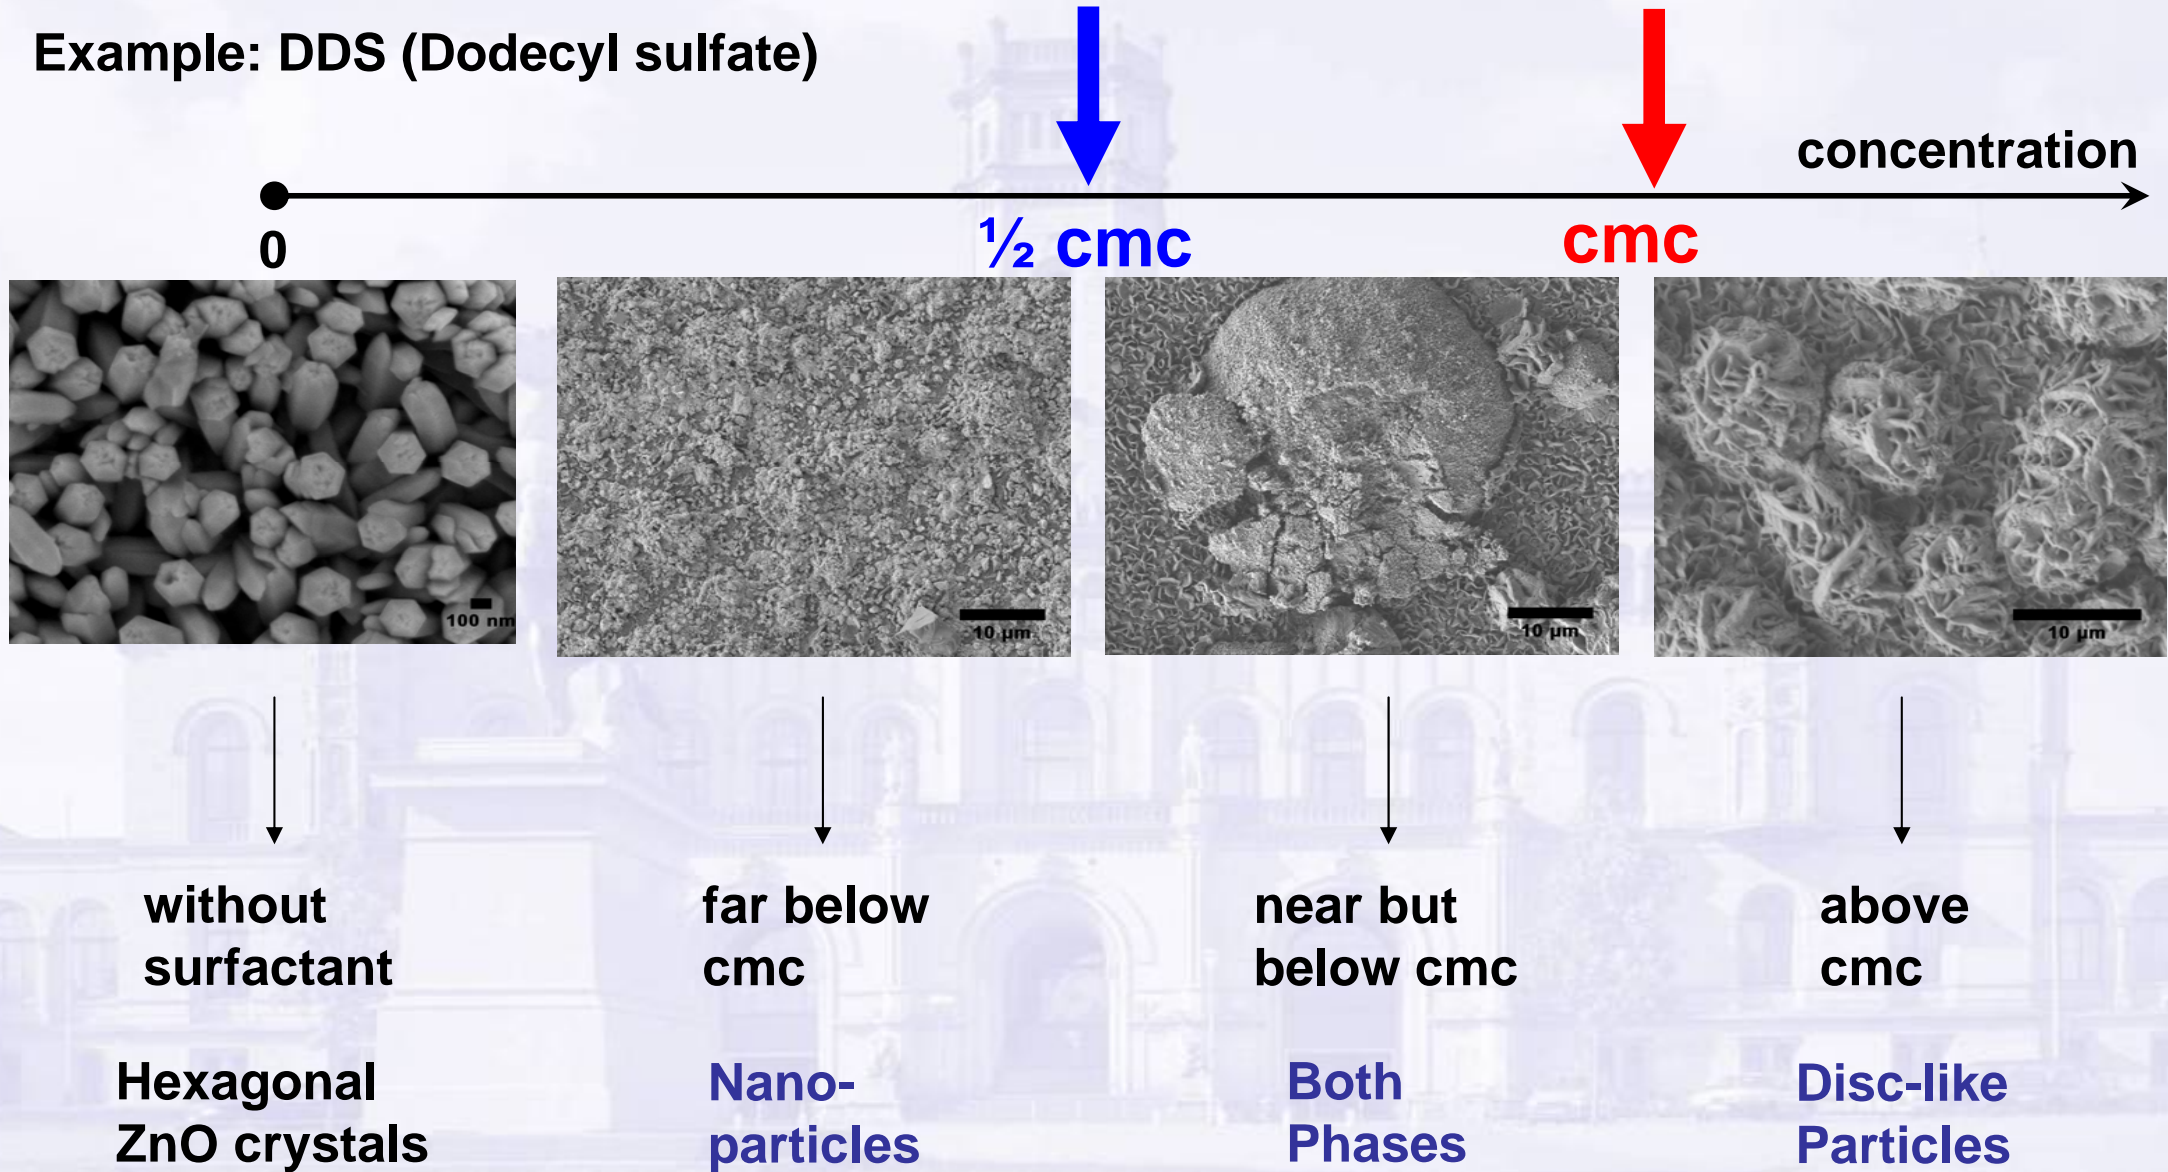 Example: DDS (Dodecyl sulfate)
concentration
0
½ cmc
cmc
100 nm
10 µm
10 µm
10 µm
without
surfactant
far below
cmc
near but
below cmc
above
cmc
Hexagonal
ZnO crystals
Nano-
particles
Both
Phases
Disc-like
Particles